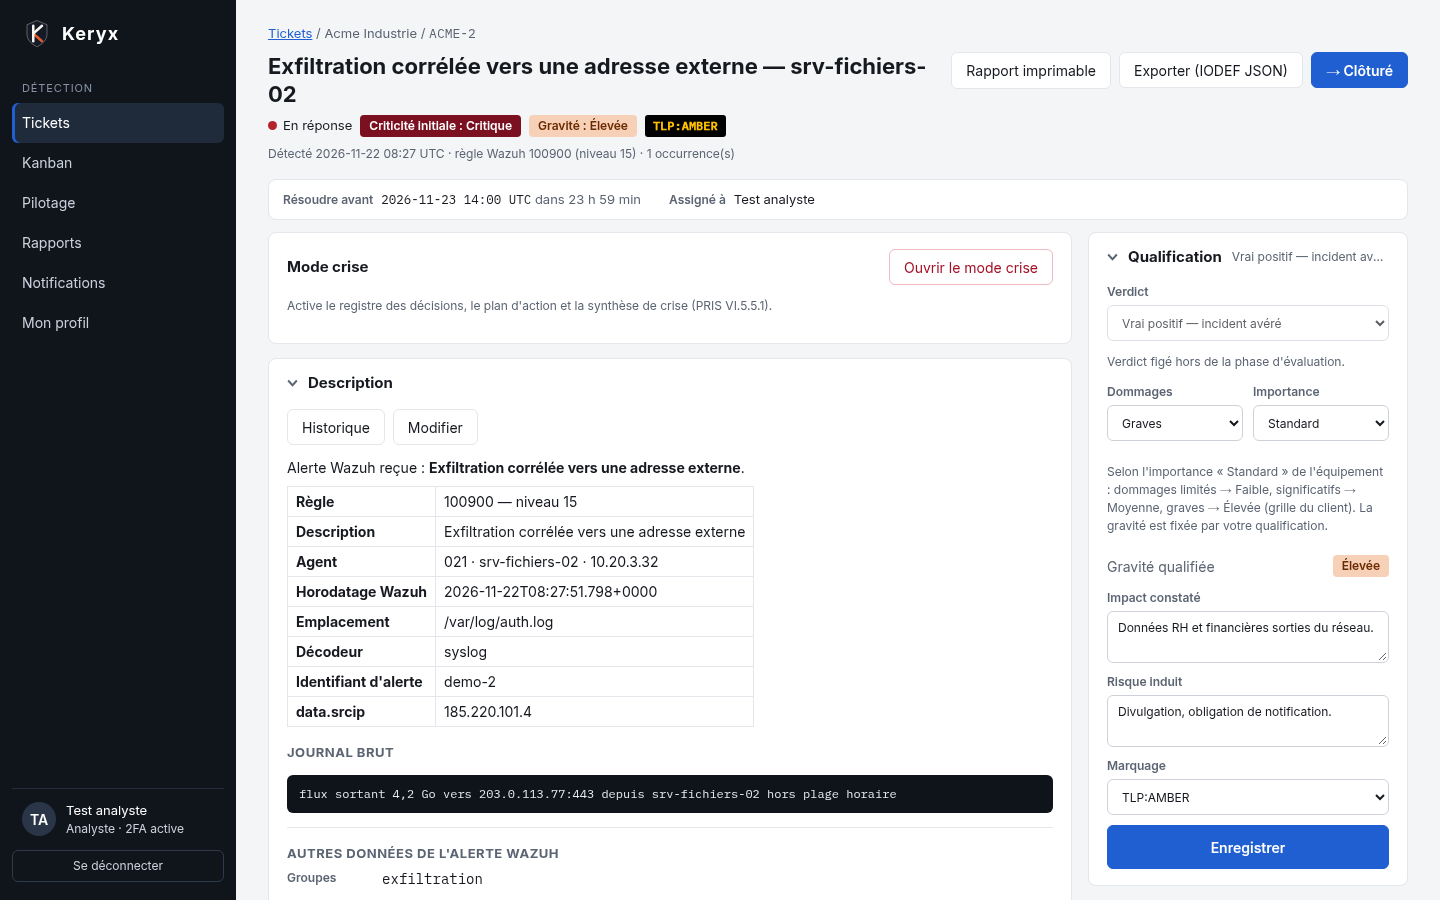 Keryx
DÉTECTION
Tickets
Kanban
Pilotage
Rapports
Notifications
Mon profil
TA
Test analyste
Analyste · 2FA active
Se déconnecter
Tickets / Acme Industrie / ACME-2
Exfiltration corrélée vers une adresse externe — srv-fichiers-
02
Rapport imprimable
Exporter (IODEF JSON)
→ Clôturé
En réponse
Criticité initiale : Critique
Gravité : Élevée
TLP:AMBER
Détecté 2026-11-22 08:27 UTC · règle Wazuh 100900 (niveau 15) · 1 occurrence(s)
Résoudre avant 2026-11-23 14:00 UTC dans 23 h 59 min
Assigné à Test analyste
Mode crise
Ouvrir le mode crise
Active le registre des décisions, le plan d'action et la synthèse de crise (PRIS VI.5.5.1).
Description
Historique
Modifier
Alerte Wazuh reçue : Exfiltration corrélée vers une adresse externe.
Règle 100900 — niveau 15
Description Exfiltration corrélée vers une adresse externe
Agent 021 · srv-fichiers-02 · 10.20.3.32
Horodatage Wazuh 2026-11-22T08:27:51.798+0000
Emplacement /var/log/auth.log
Décodeur syslog
Identifiant d'alerte demo-2
data.srcip 185.220.101.4
JOURNAL BRUT
flux sortant 4,2 Go vers 203.0.113.77:443 depuis srv-fichiers-02 hors plage horaire
AUTRES DONNÉES DE L'ALERTE WAZUH
Groupes exfiltration
Qualification Vrai positif — incident av...
Verdict
Vrai positif — incident avéré
Verdict figé hors de la phase d'évaluation.
Dommages Importance
Graves Standard
Selon l'importance « Standard » de l'équipement
: dommages limités → Faible, significatifs →
Moyenne, graves → Élevée (grille du client). La
gravité est fixée par votre qualification.
Gravité qualifiée Élevée
Impact constaté
Données RH et financières sorties du réseau.
Risque induit
Divulgation, obligation de notification.
Marquage
TLP:AMBER
Enregistrer